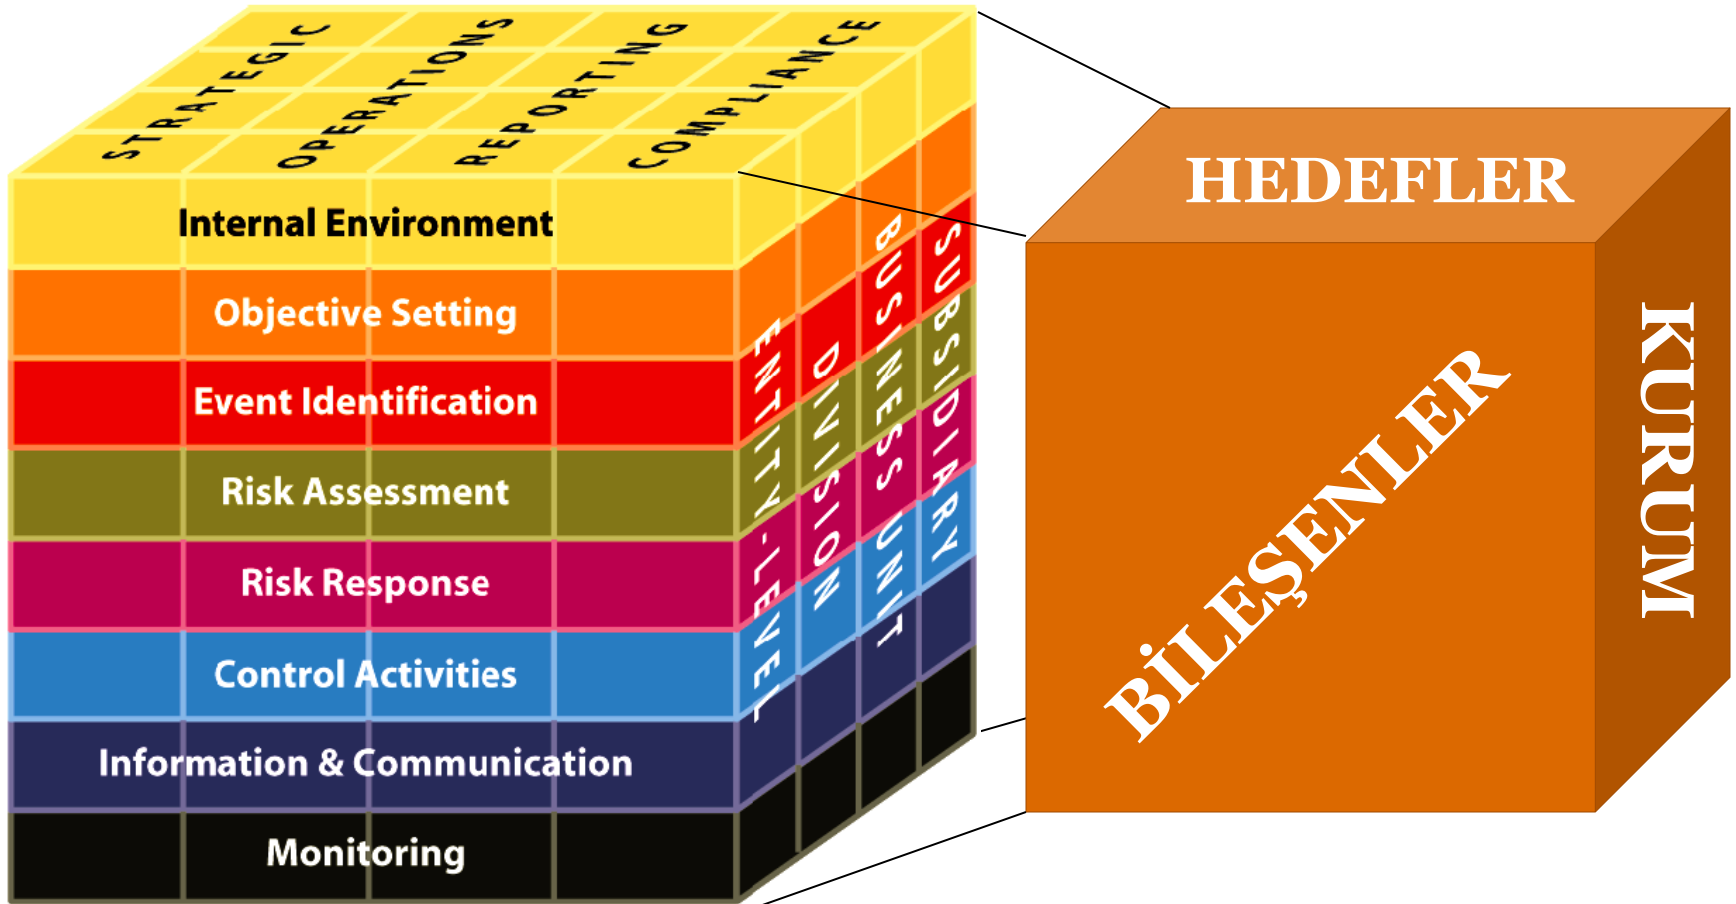 STRATEGIC
OPERATIONS
REPORTING
COMPLIANCE
Internal Environment
Objective Setting
Event Identification
Risk Assessment
Risk Response
Control Activities
Information & Communication
Monitoring
ENTITY-LEVEL
DIVISION
BUSINESS UNIT
SUBSIDIARY
HEDEFLER
BİLEŞENLER
KURUM